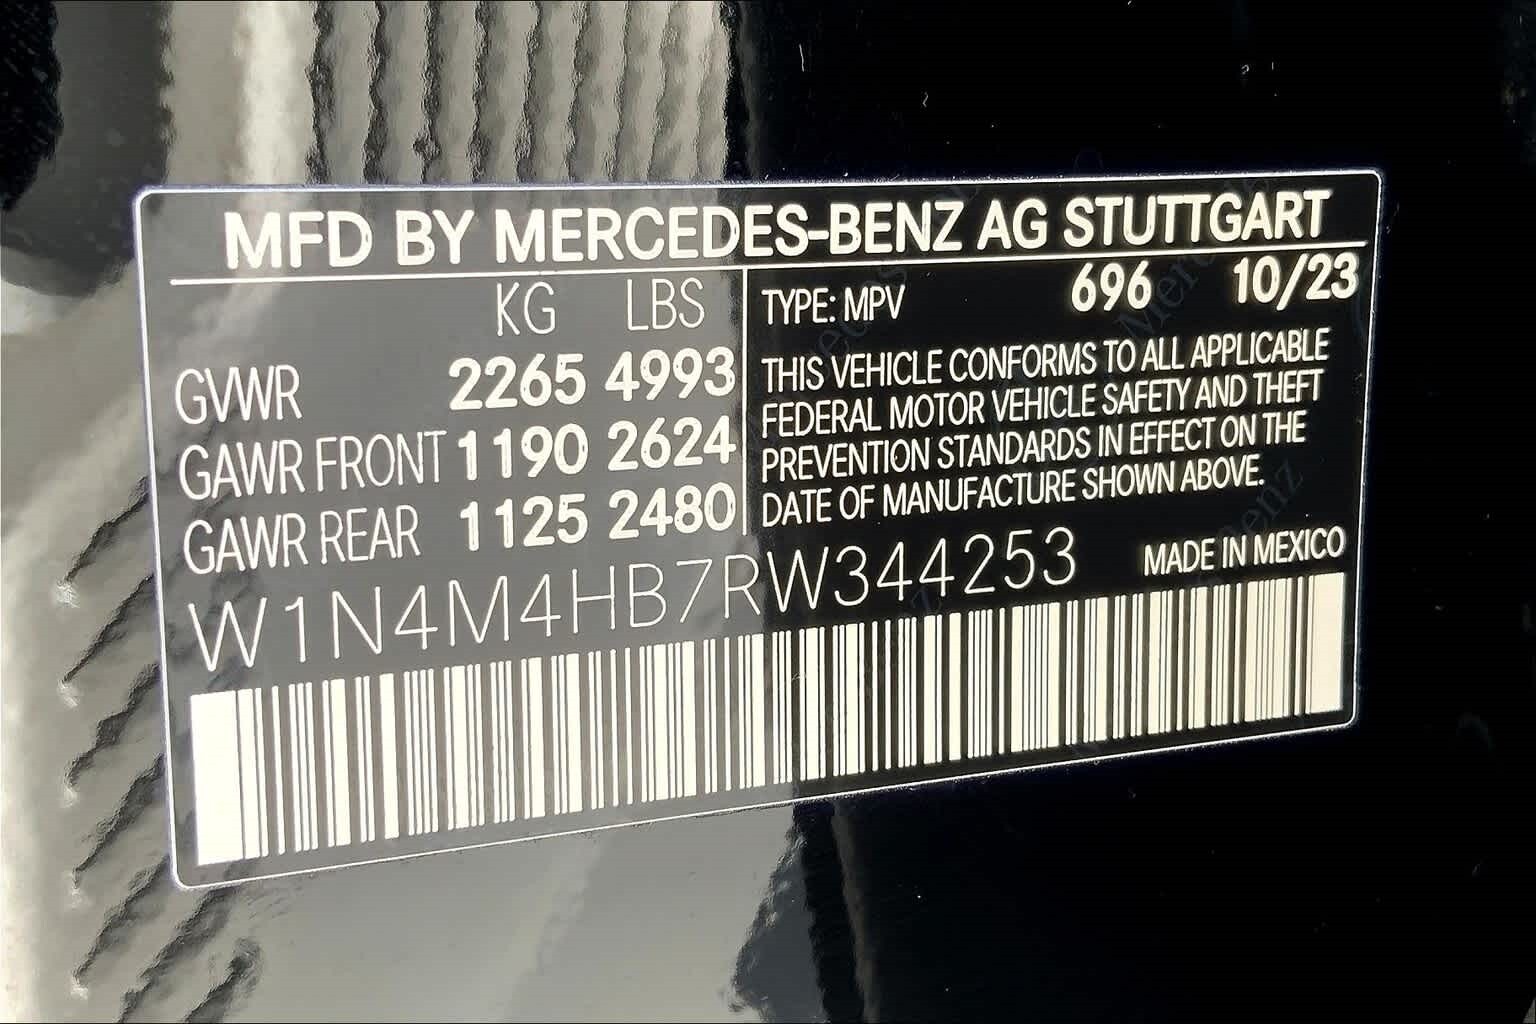 MFD BY MERCEDES-BENZ AG STUTTGART
KG LBS
GVWR 2265 4993
GAWR FRONT 1190 2624
GAWR REAR 1125 2480
TYPE: MPV 696 10/23
THIS VEHICLE CONFORMS TO ALL APPLICABLE
FEDERAL MOTOR VEHICLE SAFETY AND THEFT
PREVENTION STANDARDS IN EFFECT ON THE
DATE OF MANUFACTURE SHOWN ABOVE.
W1N4M4HB7RW344253
MADE IN MEXICO